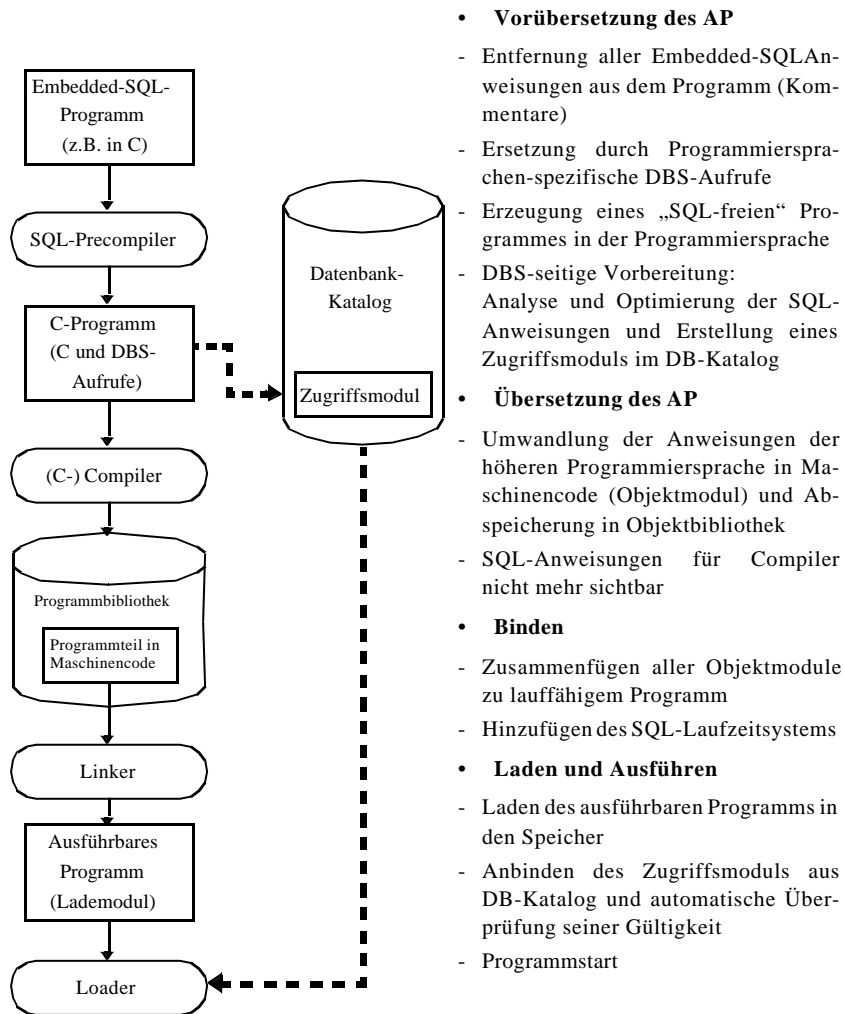 Embedded-SQL-
Programm
(z.B. in C)
SQL-Precompiler
C-Programm
(C und DBS-
Aufrufe)
(C-) Compiler
Programmbibliothek
Programmteil in
Maschinencode
Linker
Ausführbares
Programm
(Lademodul)
Loader
Datenbank-
Katalog
Zugriffsmodul
• Vorübersetzung des AP
- Entfernung aller Embedded-SQLAn-
weisungen aus dem Programm (Kom-
mentare)
- Ersetzung durch Programmierspra-
chen-spezifische DBS-Aufrufe
- Erzeugung eines „SQL-freien“ Pro-
grammes in der Programmiersprache
- DBS-seitige Vorbereitung:
Analyse und Optimierung der SQL-
Anweisungen und Erstellung eines
Zugriffsmoduls im DB-Katalog
• Übersetzung des AP
- Umwandlung der Anweisungen der
höheren Programmiersprache in Ma-
schinencode (Objektmodul) und Ab-
speicherung in Objektbibliothek
- SQL-Anweisungen für Compiler
nicht mehr sichtbar
• Binden
- Zusammenfügen aller Objektmodule
zu lauffähigem Programm
- Hinzufügen des SQL-Laufzeitsystems
• Laden und Ausführen
- Laden des ausführbaren Programms in
den Speicher
- Anbinden des Zugriffsmoduls aus
DB-Katalog und automatische Über-
prüfung seiner Gültigkeit
- Programmstart